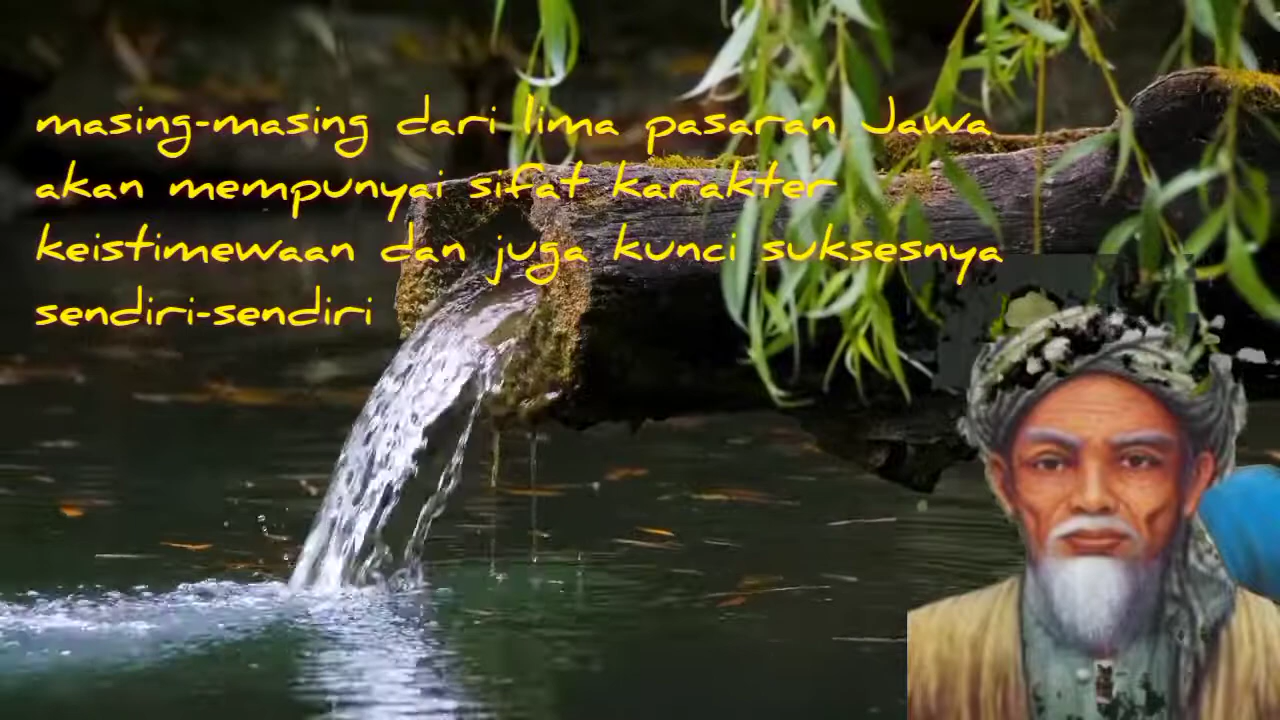 masing-masing dari lima pasaran Jawa
akan mempunyai sifat karakter
keistimewaan dan juga kunci suksesnya
sendiri-sendiri